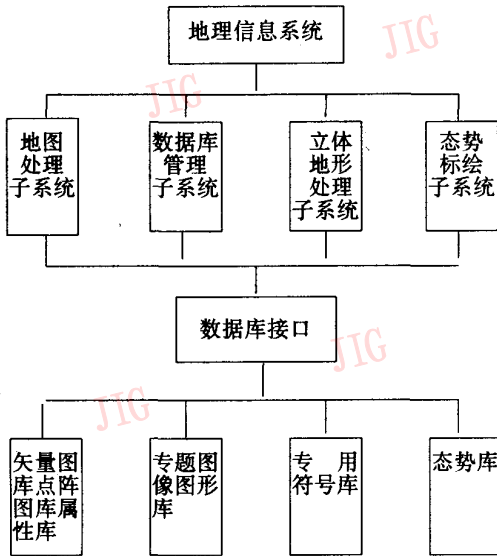 地理信息系统
JIG
JIG
地图
处理
子系统
数据库
管理
子系统
立体
地形
处理
子系统
态势
标绘
子系统
数据库接口
JIG
JIG
矢量图
库点阵
图库属
性库
专题图
像图形
库
专 用
符号库
态势库